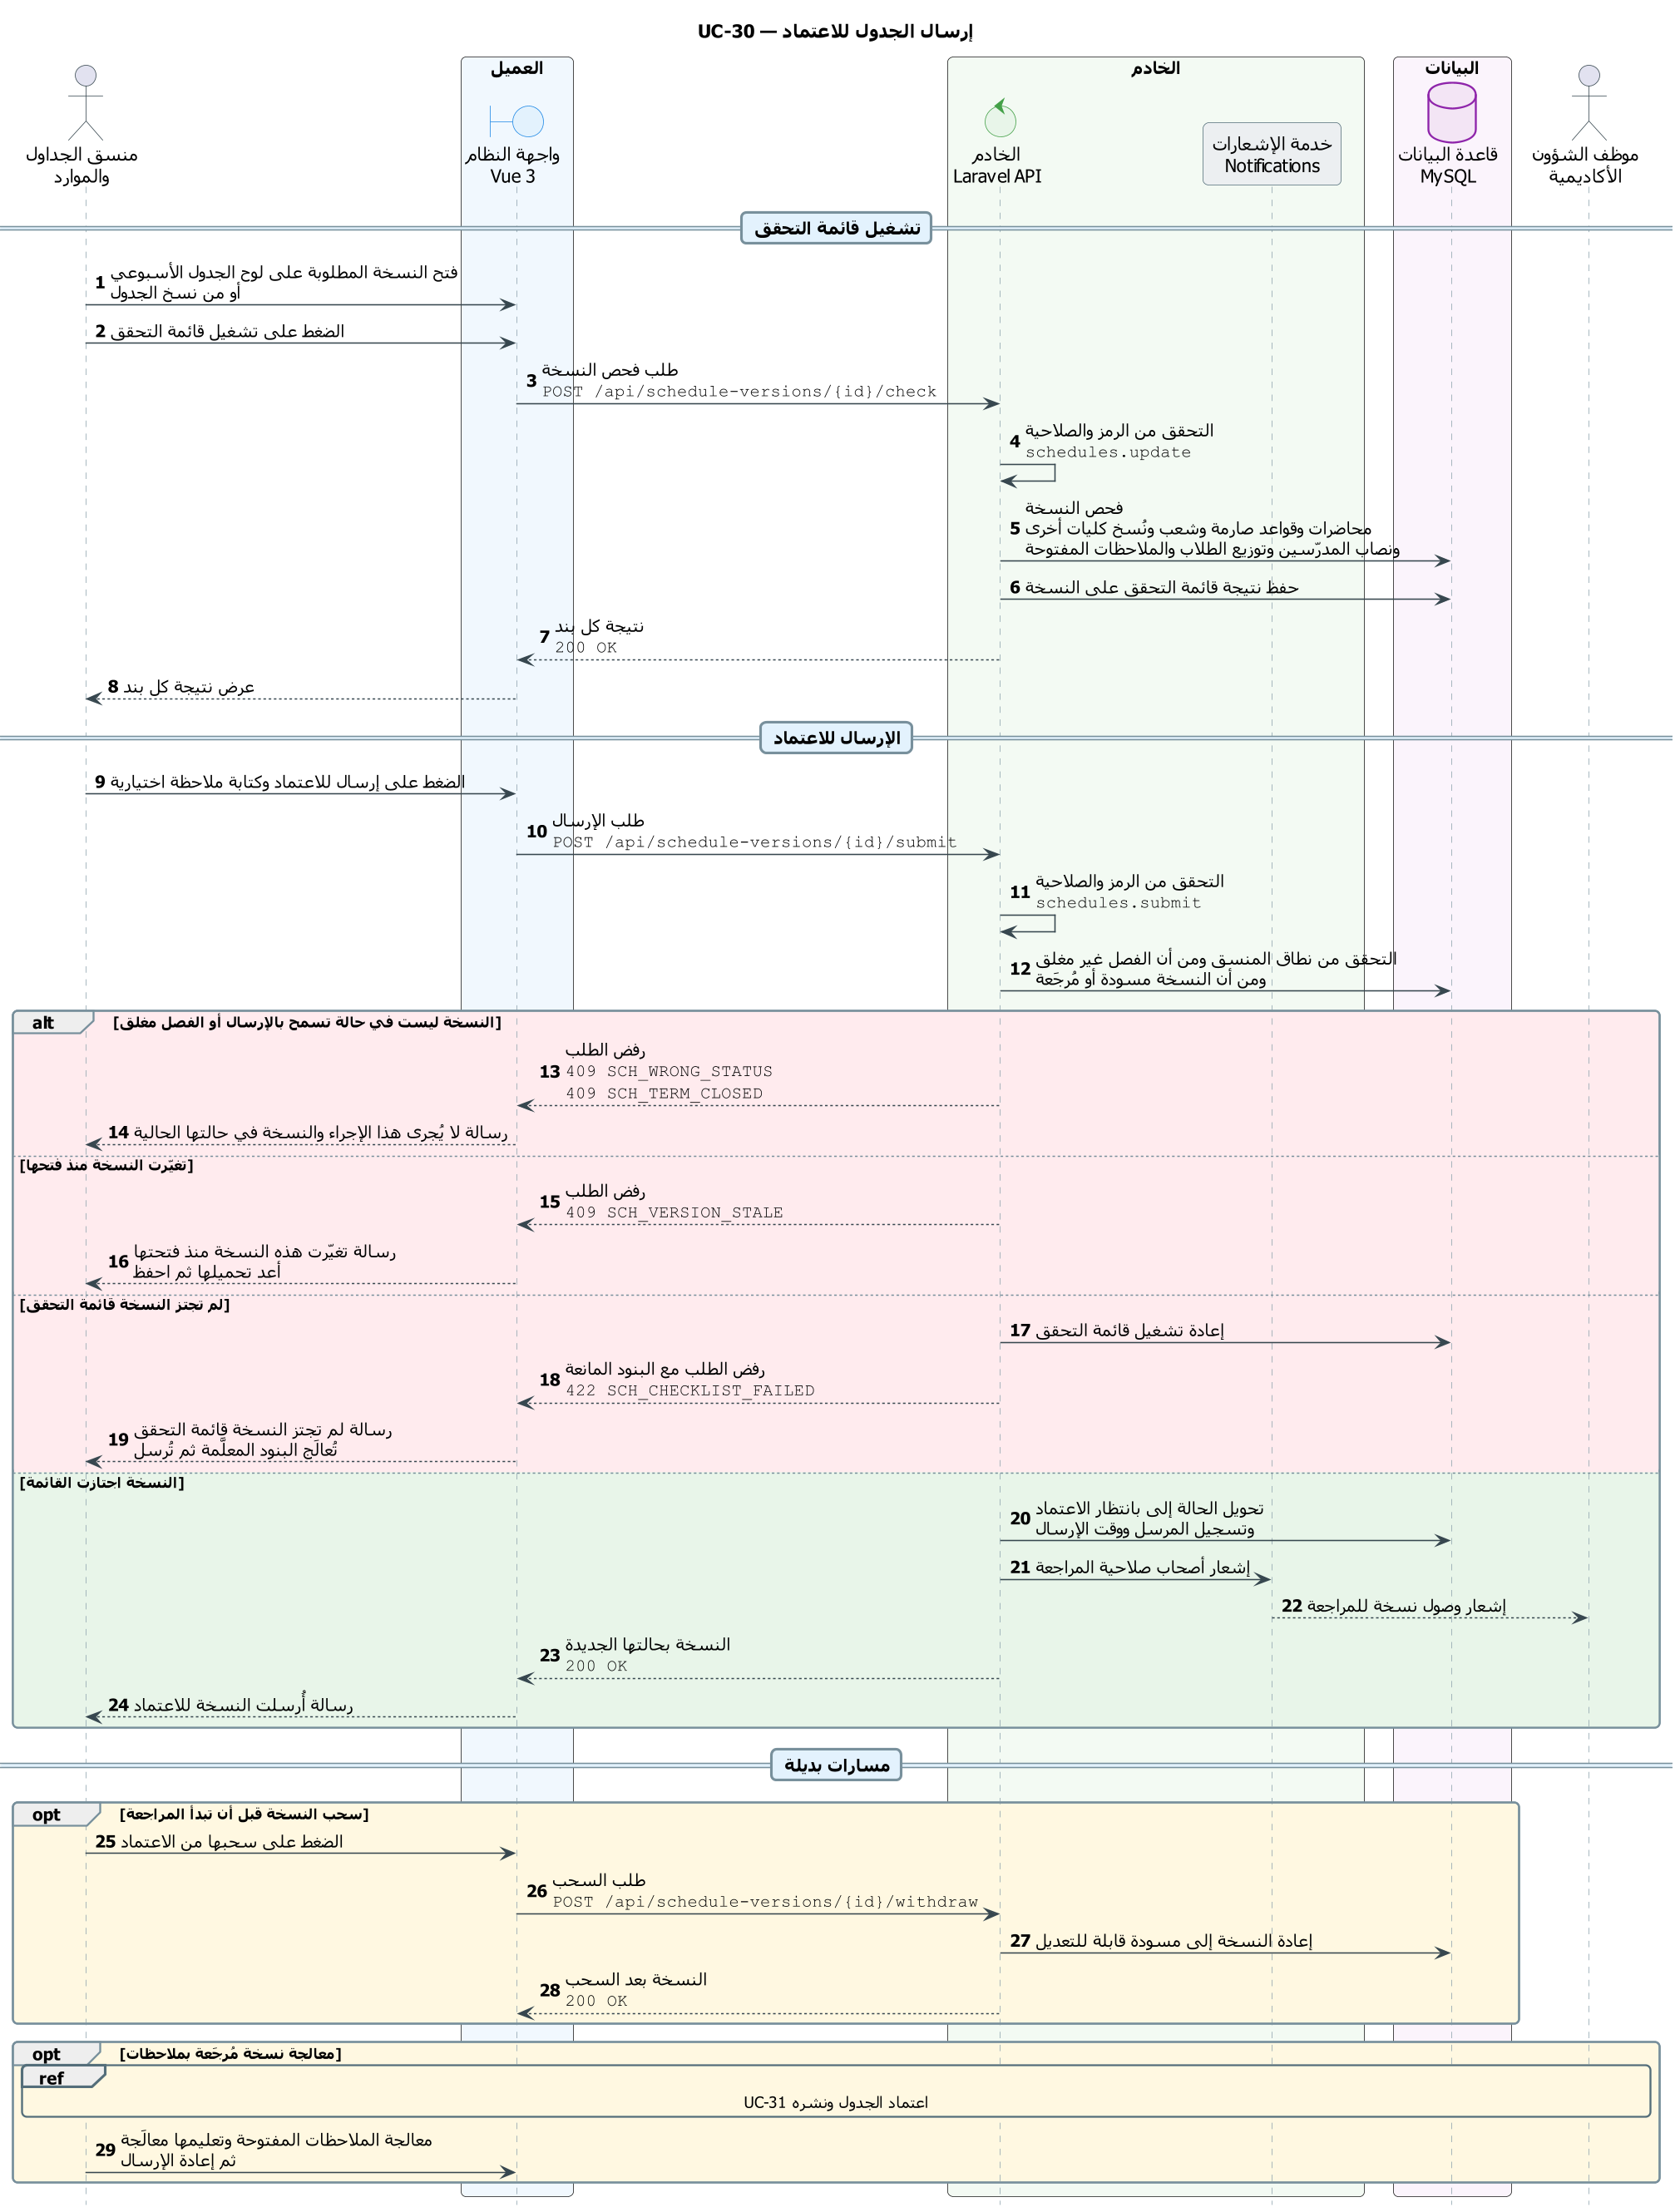 UC-30 — إرسال الجدول للاعتماد
العميل
الخادم
البيانات
منسق الجداول
والموارد
واجهة النظام
Vue 3
الخادم
Laravel API
خدمة الإشعارات
Notifications
قاعدة البيانات
MySQL
موظف الشؤون
الأكاديمية
تشغيل قائمة التحقق
1 فتح النسخة المطلوبة على لوح الجدول الأسبوعي
أو من نسخ الجدول
2 الضغط على تشغيل قائمة التحقق
3 طلب فحص النسخة
POST /api/schedule-versions/{id}/check
4 التحقق من الرمز والصلاحية
schedules.update
فحص النسخة
5 محاضرات وقواعد صارمة وشعب ونُسخ كليات أخرى
ونصاب المدرّسين وتوزيع الطلاب والملاحظات المفتوحة
6 حفظ نتيجة قائمة التحقق على النسخة
7 نتيجة كل بند
200 OK
8 عرض نتيجة كل بند
الإرسال للاعتماد
9 الضغط على إرسال للاعتماد وكتابة ملاحظة اختيارية
10 طلب الإرسال
POST /api/schedule-versions/{id}/submit
11 التحقق من الرمز والصلاحية
schedules.submit
12 التحقق من نطاق المنسق ومن أن الفصل غير مغلق
ومن أن النسخة مسودة أو مُرجَعة
alt [النسخة ليست في حالة تسمح بالإرسال أو الفصل مغلق]
رفض الطلب
13 409 SCH_WRONG_STATUS
409 SCH_TERM_CLOSED
14 رسالة لا يُجرى هذا الإجراء والنسخة في حالتها الحالية
[تغيّرت النسخة منذ فتحها]
15 رفض الطلب
409 SCH_VERSION_STALE
16 رسالة تغيّرت هذه النسخة منذ فتحتها
أعد تحميلها ثم احفظ
[لم تجتز النسخة قائمة التحقق]
17 إعادة تشغيل قائمة التحقق
18 رفض الطلب مع البنود المانعة
422 SCH_CHECKLIST_FAILED
19 رسالة لم تجتز النسخة قائمة التحقق
تُعالَج البنود المعلَّمة ثم تُرسل
[النسخة اجتازت القائمة]
20 تحويل الحالة إلى بانتظار الاعتماد
وتسجيل المرسل ووقت الإرسال
21 إشعار أصحاب صلاحية المراجعة
22 إشعار وصول نسخة للمراجعة
23 النسخة بحالتها الجديدة
200 OK
24 رسالة أُرسلت النسخة للاعتماد
مسارات بديلة
opt [سحب النسخة قبل أن تبدأ المراجعة]
25 الضغط على سحبها من الاعتماد
26 طلب السحب
POST /api/schedule-versions/{id}/withdraw
27 إعادة النسخة إلى مسودة قابلة للتعديل
28 النسخة بعد السحب
200 OK
opt [معالجة نسخة مُرجَعة بملاحظات]
ref
UC-31 اعتماد الجدول ونشره
29 معالجة الملاحظات المفتوحة وتعليمها معالَجة
ثم إعادة الإرسال